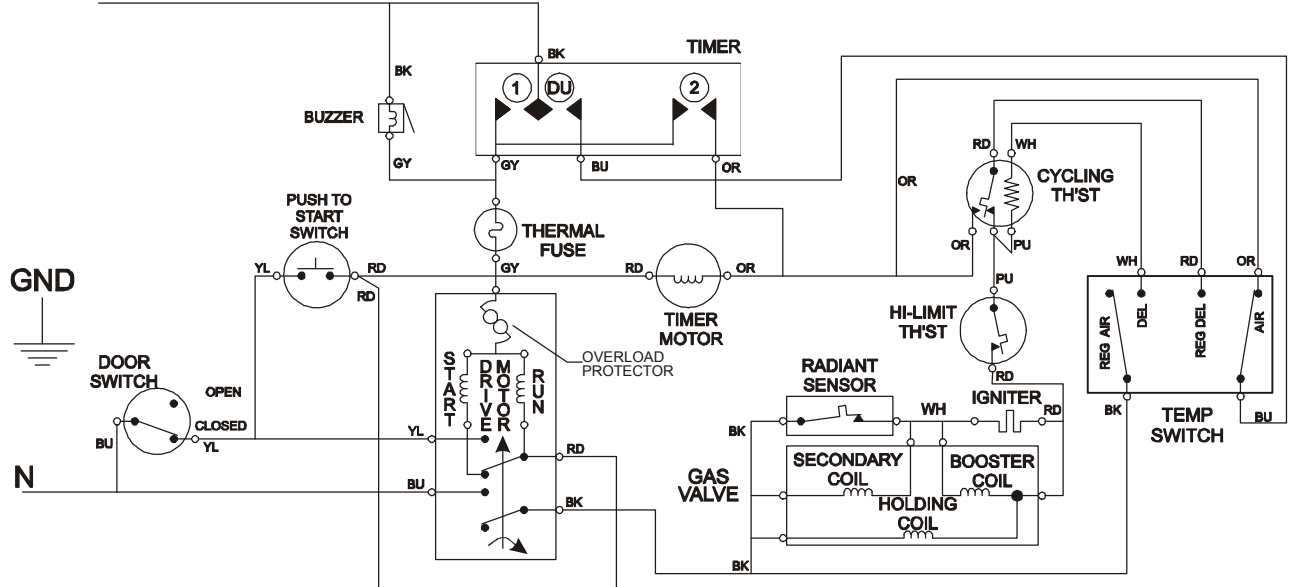 BK
TIMER
1
DU
2
BK
BUZZER
GY
GY
BU
OR
OR
RD
WH
CYCLING
TH'ST
PUSH TO
START
SWITCH
THERMAL
FUSE
OR
PU
YL
RD
GY
RD
OR
PU
WH
RD
OR
GND
RD
TIMER
MOTOR
HI-LIMIT
TH'ST
REG AIR
DEL
REG DEL
AIR
DOOR
SWITCH
OPEN
CLOSED
OVERLOAD
PROTECTOR
START
DRIVE
MOTOR
RUN
RADIANT
SENSOR
RD
WH
IGNITER
RD
BK
TEMP
SWITCH
BU
BU
YL
YL
RD
BK
N
BU
BK
GAS
VALVE
SECONDARY
COIL
BOOSTER
COIL
HOLDING
COIL
BK